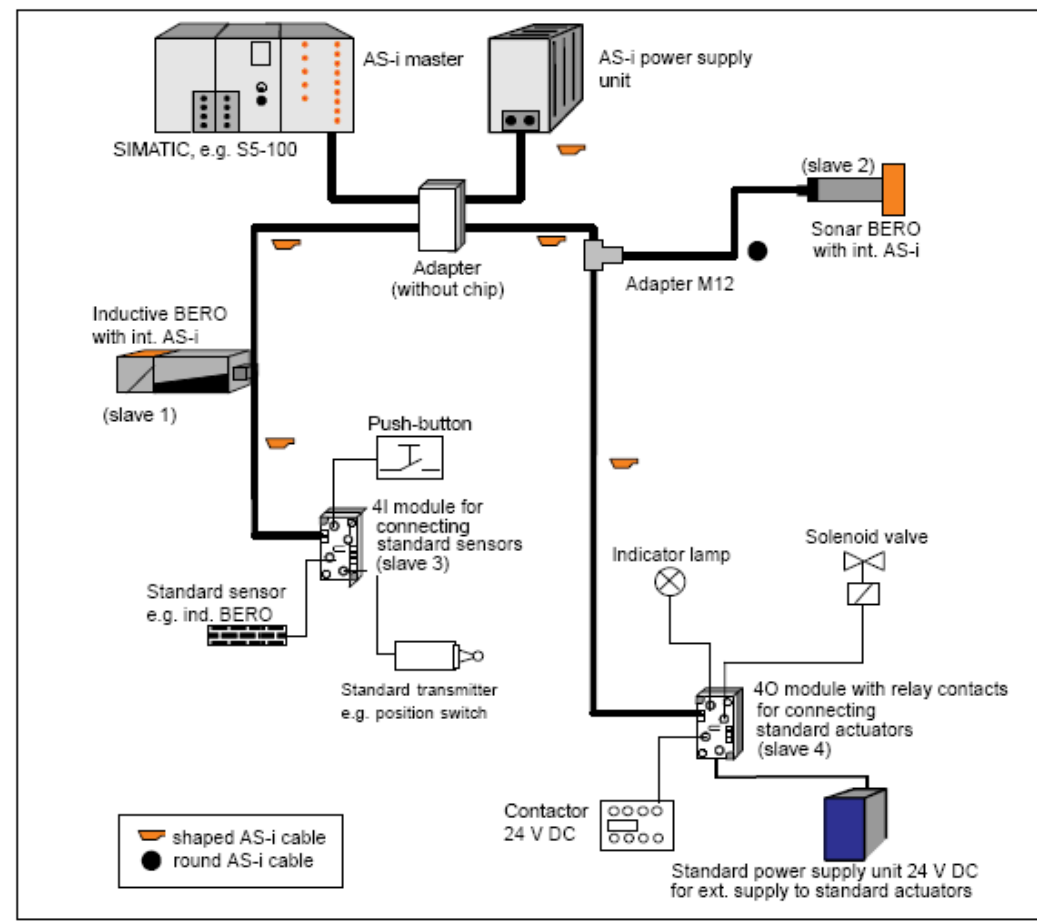 AS-i master
AS-i power supply
unit
SIMATIC, e.g. S5-100
(slave 2)
Sonar BERO
with int. AS-i
Adapter
(without chip)
Adapter M12
Inductive BERO
with int. AS-i
(slave 1)
Push-button
4I module for
connecting
standard sensors
(slave 3)
Standard sensor
e.g. ind. BERO
Standard transmitter
e.g. position switch
Indicator lamp
Solenoid valve
4O module with relay contacts
for connecting
standard actuators
(slave 4)
Contactor
24 V DC
Standard power supply unit 24 V DC
for ext. supply to standard actuators
shaped AS-i cable
round AS-i cable